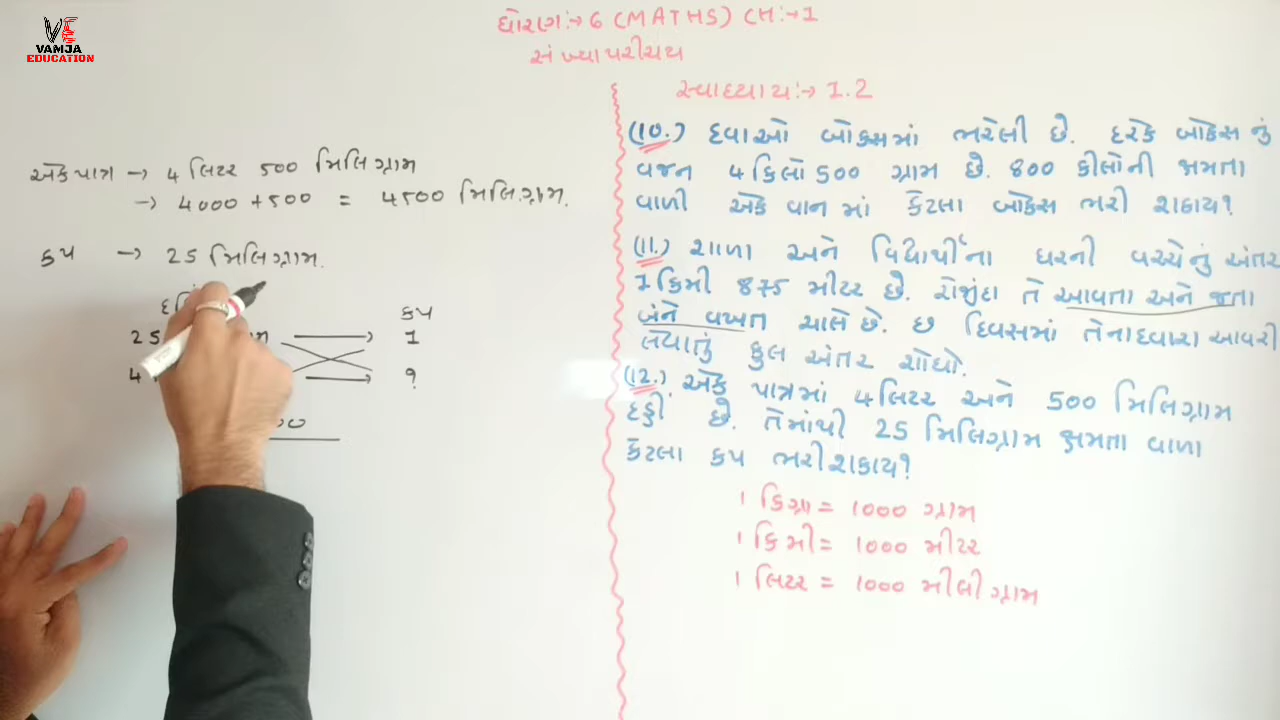 VE
VAMJA
EDUCATION
ધોરણ:→ 6 (MATHS) CH:→1
સંખ્યાપરીચય
એકપાત્ર → 4 લિટર 500 મિલિગ્રામ
→ 4000 + 500 = 4500 મિલિગ્રામ.
કપ → 25 મિલિગ્રામ.
કપ
25 → 1
4 → ?
સ્વાધ્યાય:→ 1.2
(10.) દવાઓ બોક્સમાં ભરેલી છે. દરેક બોક્સનું
વજન 4 કિલો 500 ગ્રામ છે. 800 કીલોની ક્ષમતા
વાળી એક વાનમાં કેટલા બોક્સ ભરી શકાય?
(11.) શાળા અને વિદ્યાર્થીના ઘરની વચ્ચેનું અંતર
1 કિમી 875 મીટર છે. રોજીંદા તે આવતા અને જતા
બંને વખત ચાલે છે. છ દિવસમાં તેના દ્વારા આવરી
લેવાતું કુલ અંતર શોધો.
(12.) એક પાત્રમાં 4 લિટર અને 500 મિલિગ્રામ
દહીં છે. તેમાંથી 25 મિલિગ્રામ ક્ષમતા વાળા
કેટલા કપ ભરી શકાય?
1 કિગ્રા = 1000 ગ્રામ
1 કિમી = 1000 મીટર
1 લિટર = 1000 મીલીગ્રામ